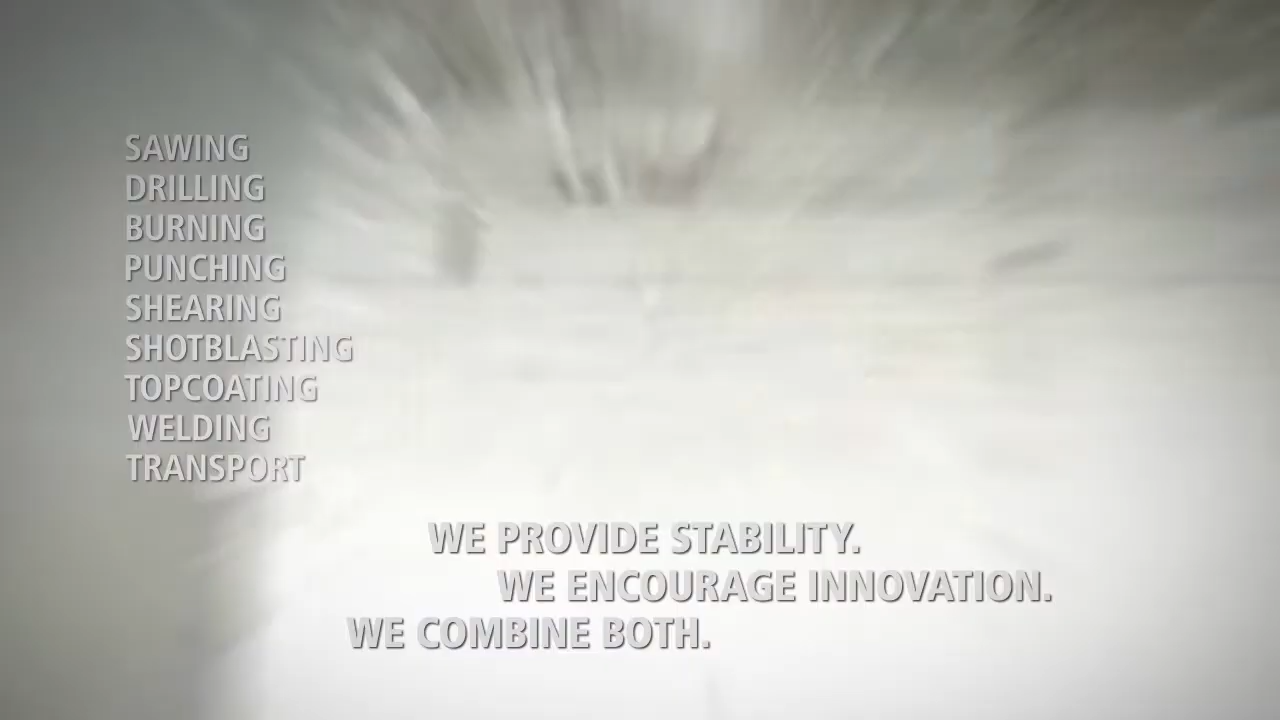 SAWING
DRILLING
BURNING
PUNCHING
SHEARING
SHOTBLASTING
TOPCOATING
WELDING
TRANSPORT
WE PROVIDE STABILITY.
WE ENCOURAGE INNOVATION.
WE COMBINE BOTH.